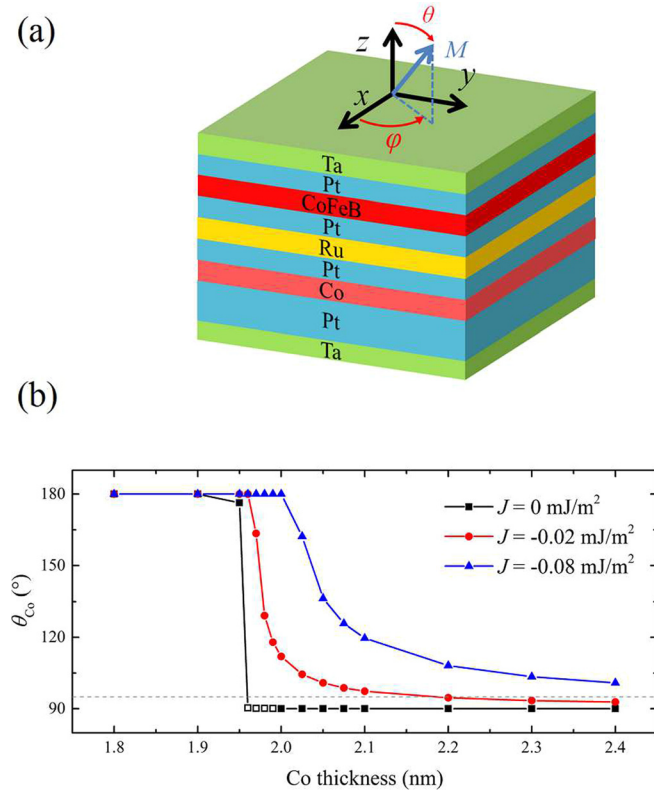 (a)
z
θ
M
x
y
φ
Ta
Pt
CoFeB
Pt
Ru
Pt
Co
Pt
Ta
(b)
180
150
120
90
θCo (°)
J = 0 mJ/m²
J = -0.02 mJ/m²
J = -0.08 mJ/m²
1.8 1.9 2.0 2.1 2.2 2.3 2.4
Co thickness (nm)